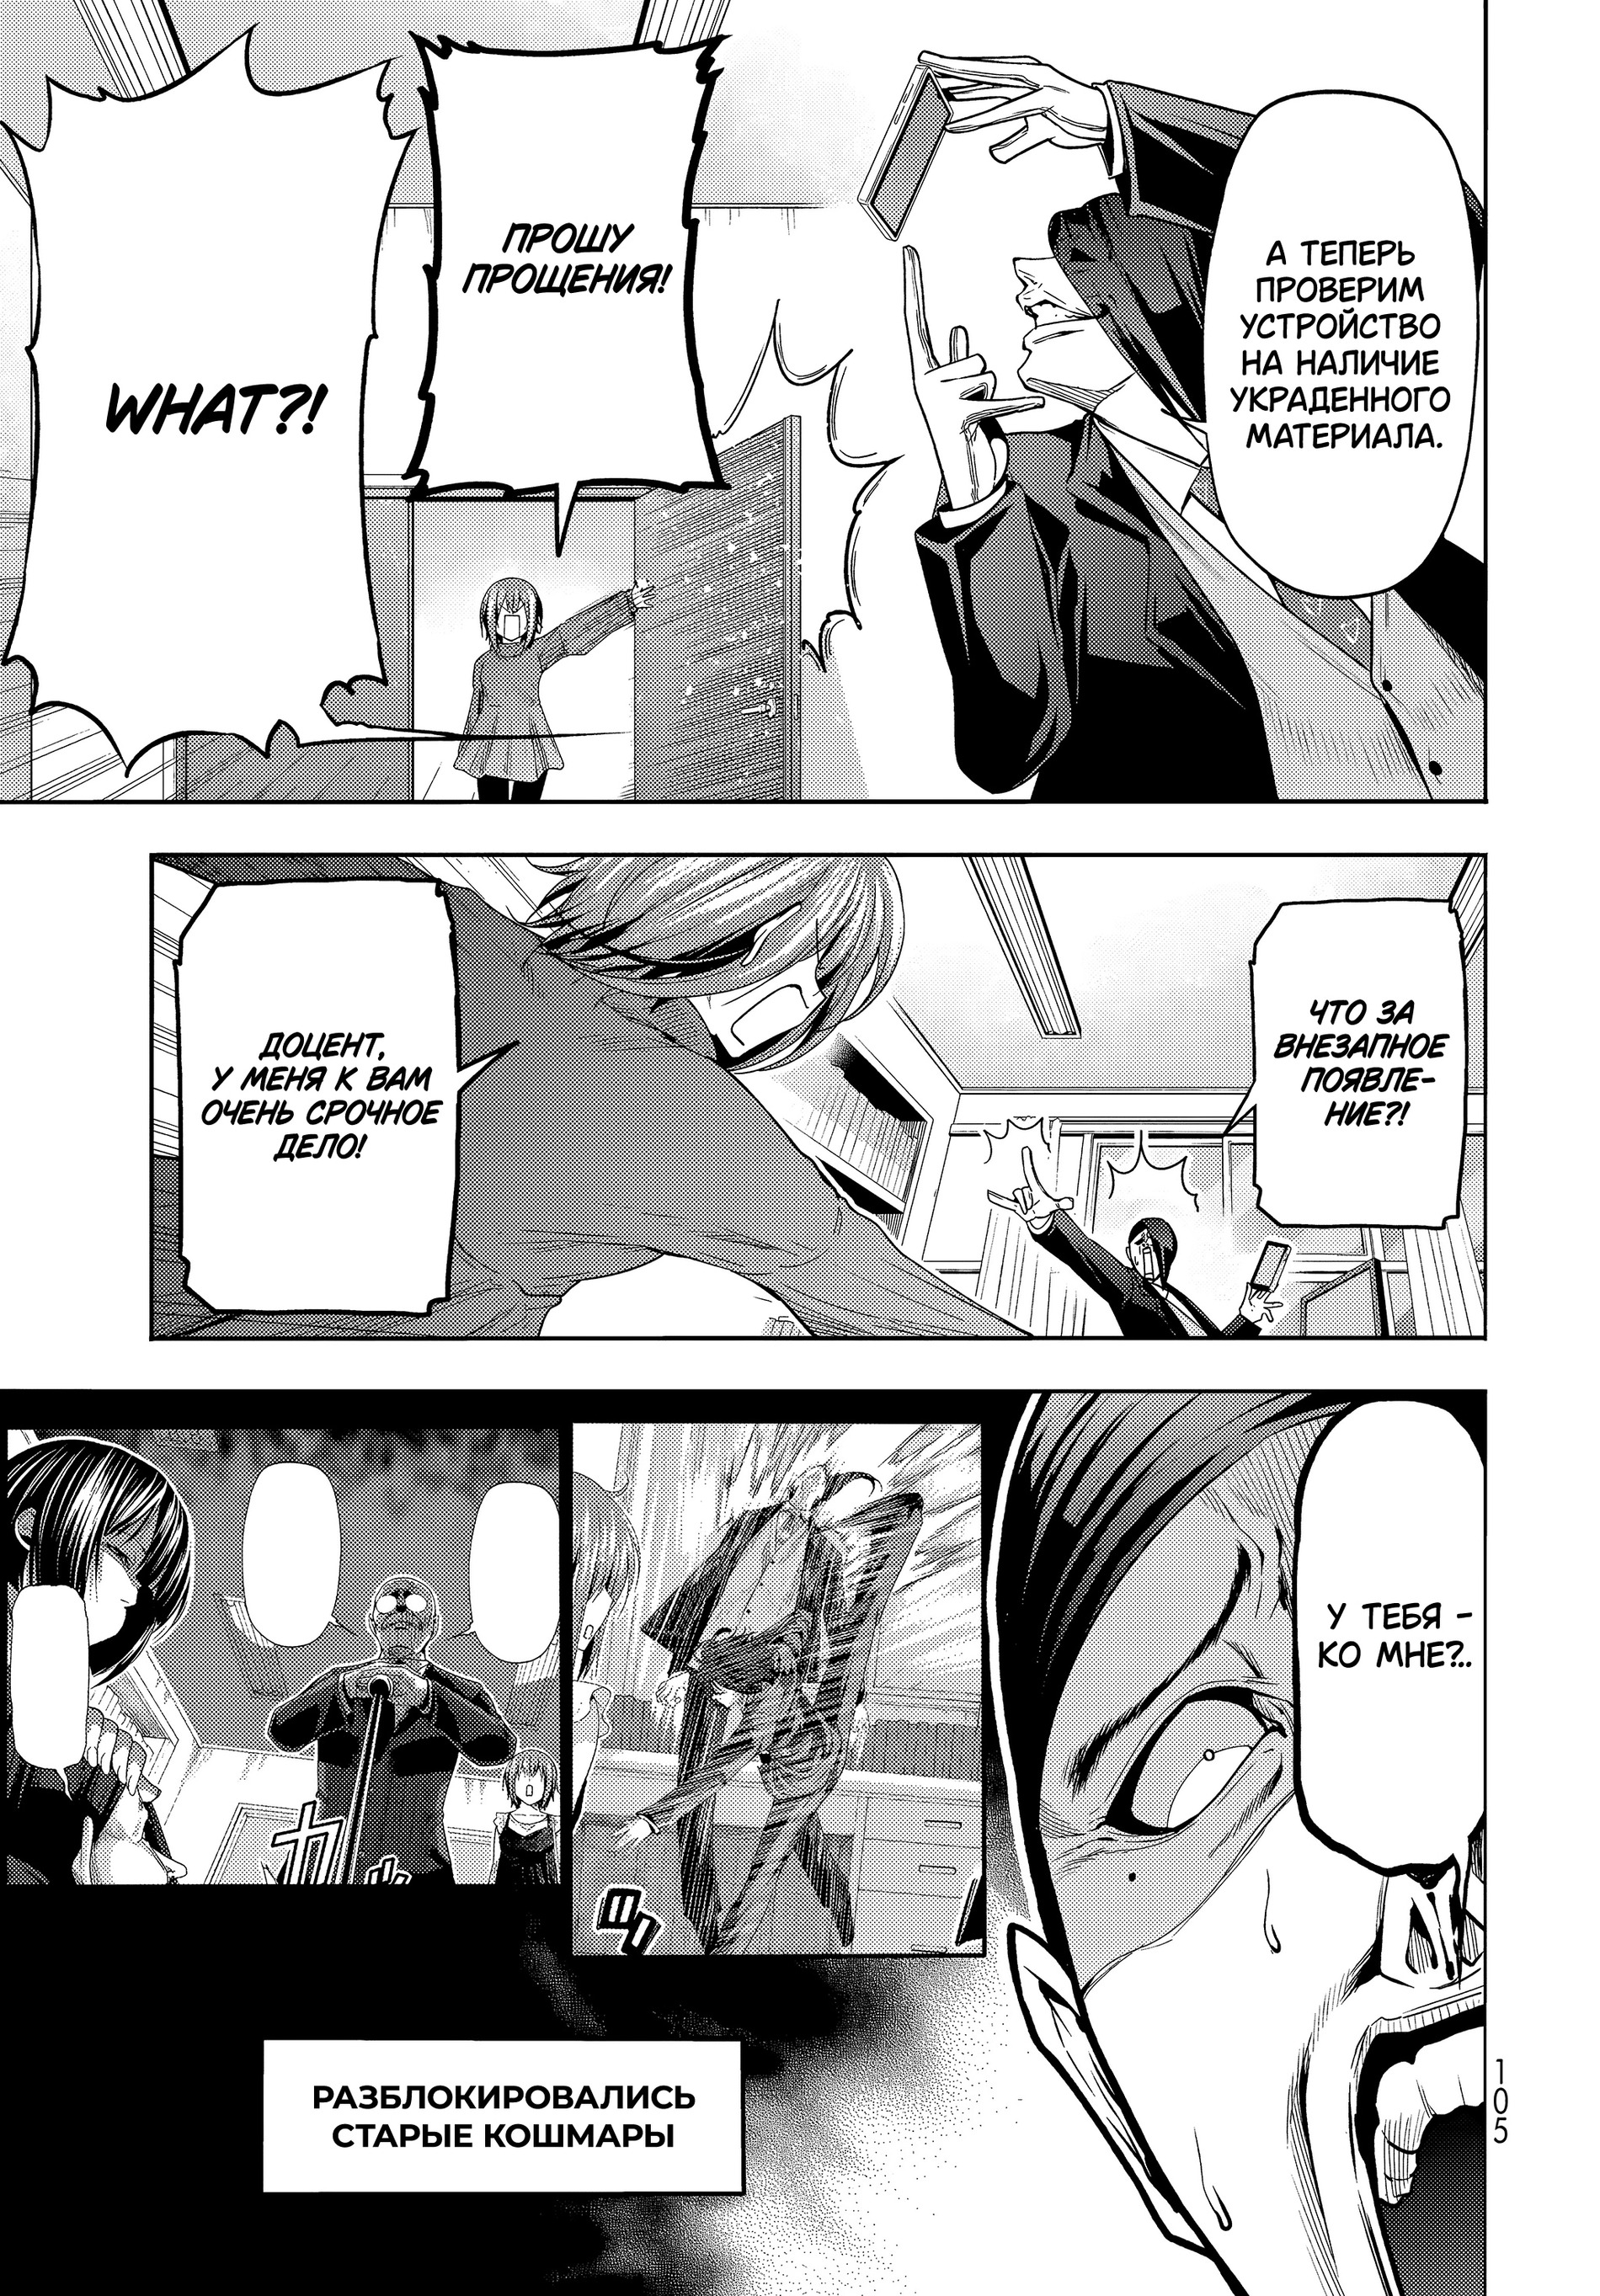 А ТЕПЕРЬ
ПРОВЕРИМ
УСТРОЙСТВО
НА НАЛИЧИЕ
УКРАДЕННОГО
МАТЕРИАЛА.
ПРОШУ
ПРОЩЕНИЯ!
WHAT?!
ЧТО ЗА
ВНЕЗАПНОЕ
ПОЯВЛЕ-
НИЕ?!
ДОЦЕНТ,
У МЕНЯ К ВАМ
ОЧЕНЬ СРОЧНОЕ
ДЕЛО!
У ТЕБЯ -
КО МНЕ?..
РАЗБЛОКИРОВАЛИСЬ
СТАРЫЕ КОШМАРЫ
105